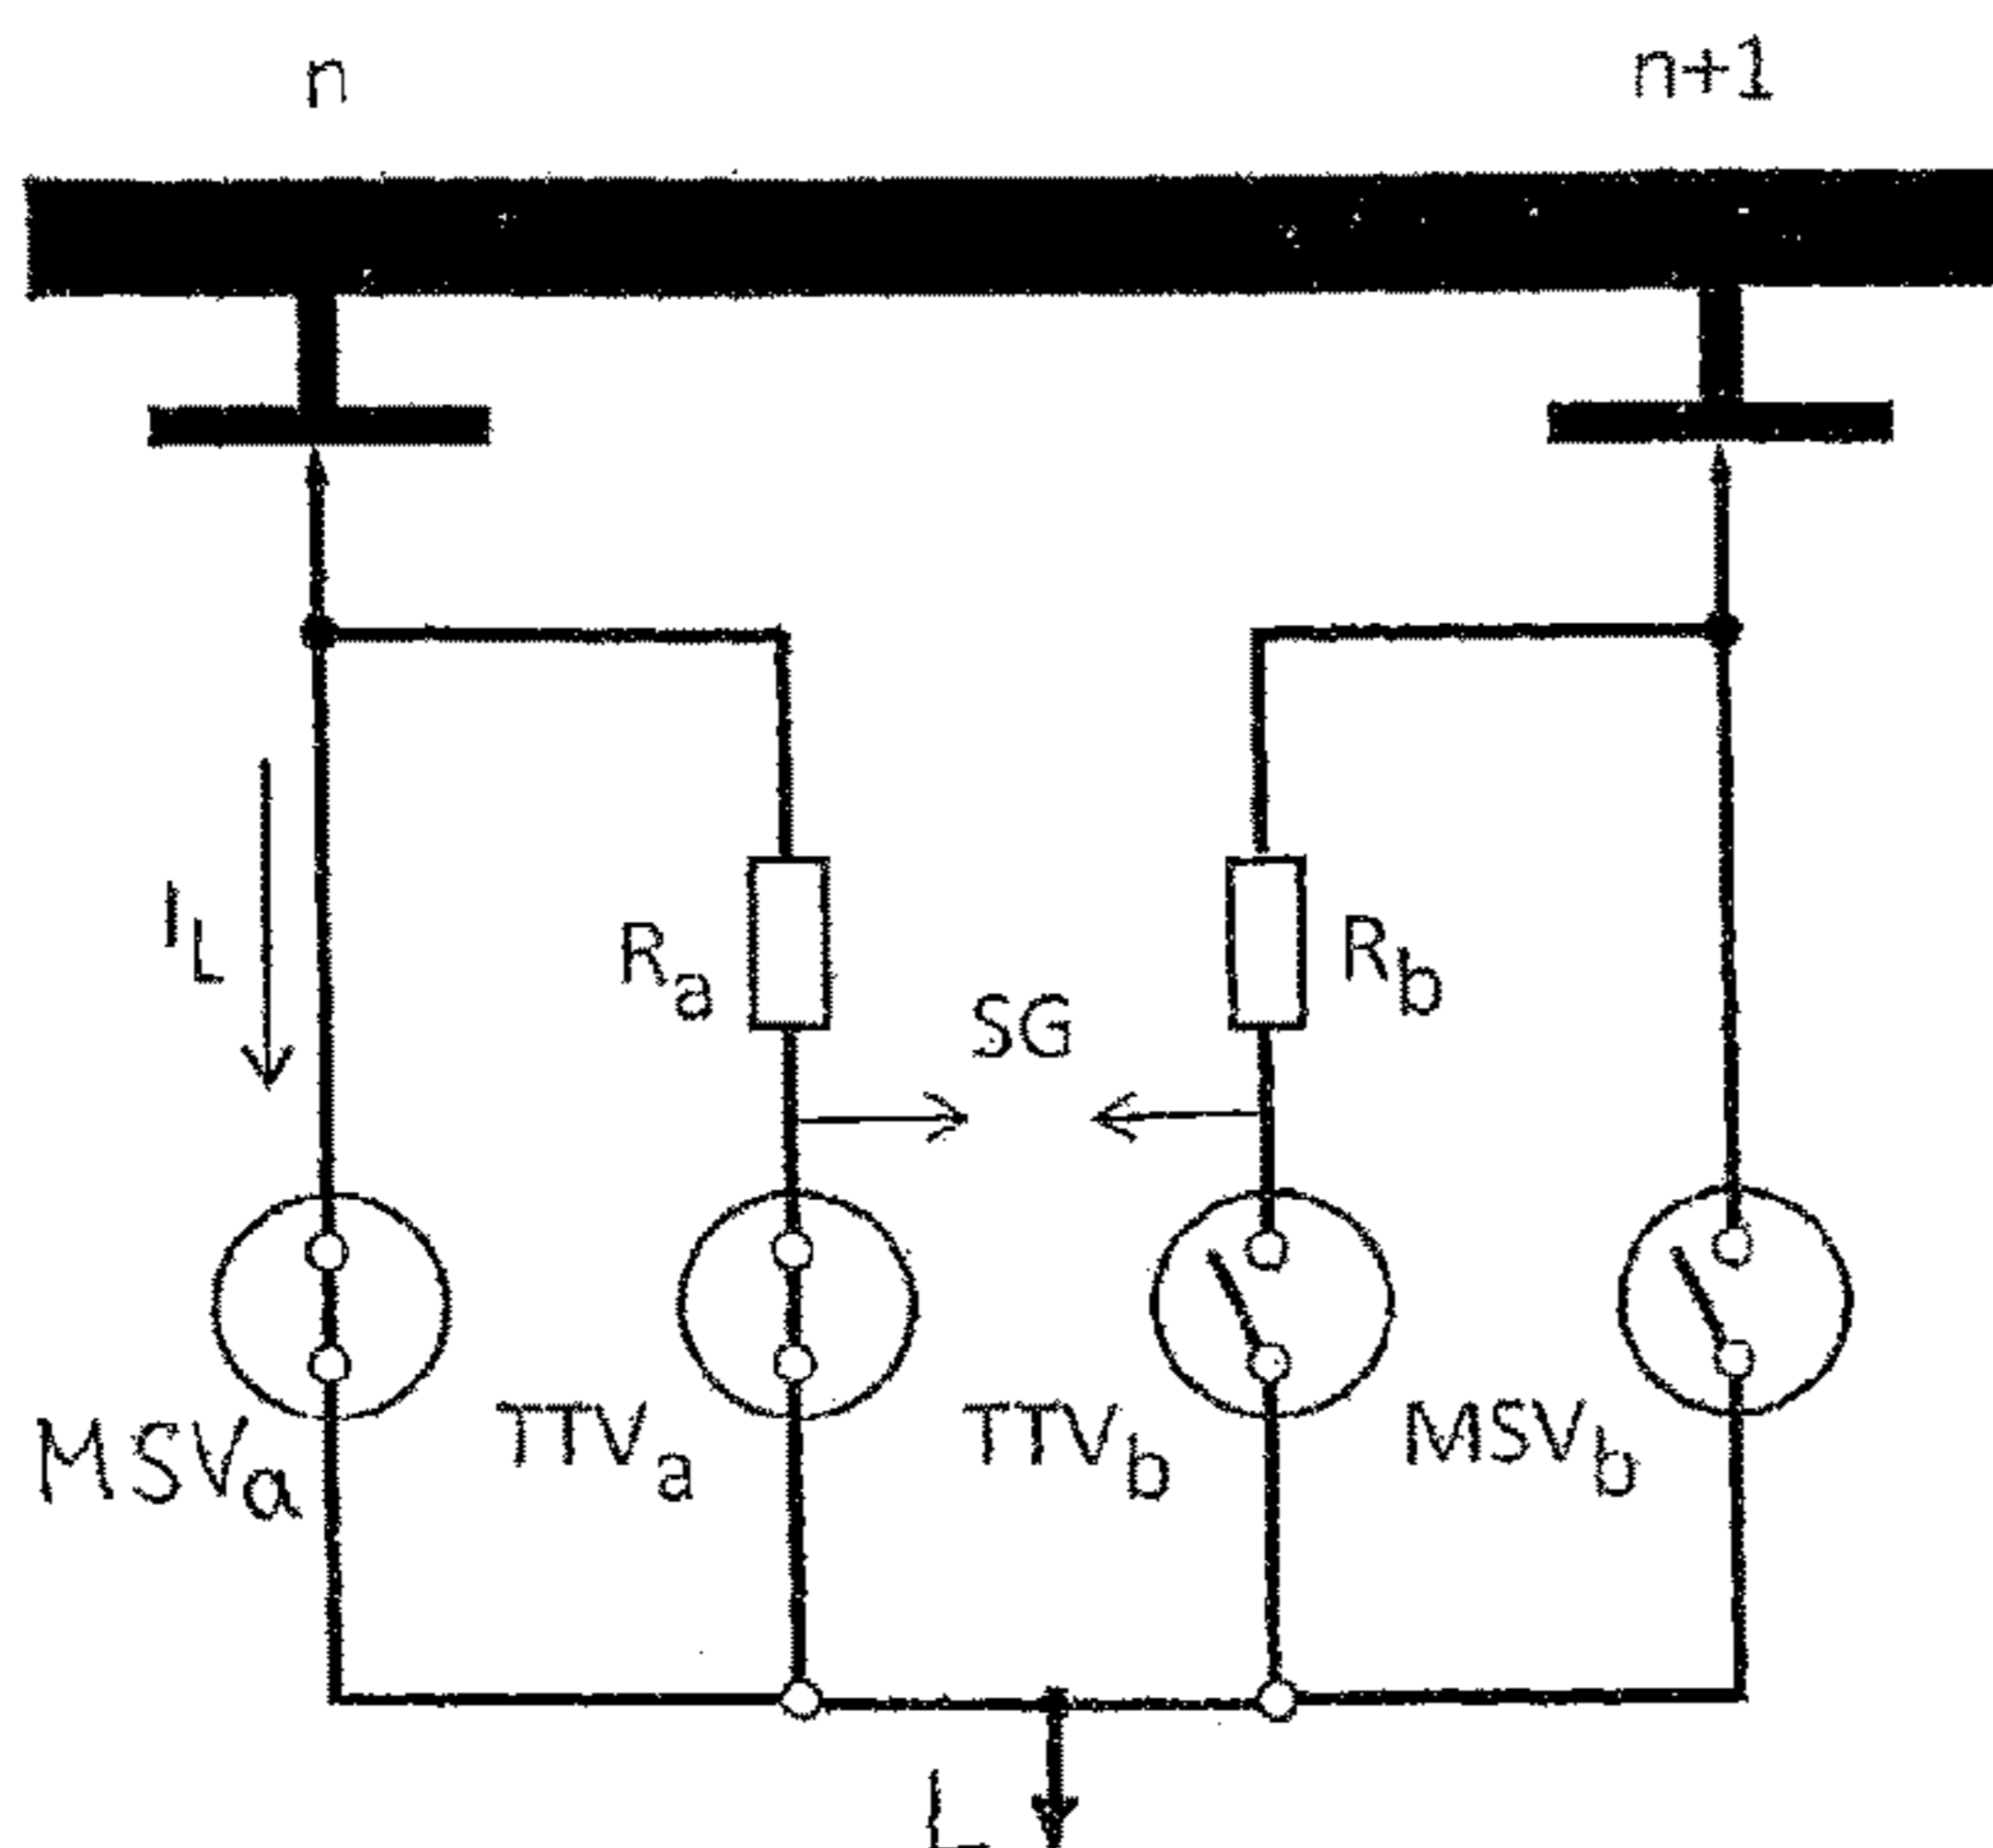 n n+1
I_L
R_a R_b
SG
MSV_a TTV_a TTV_b MSV_b
L